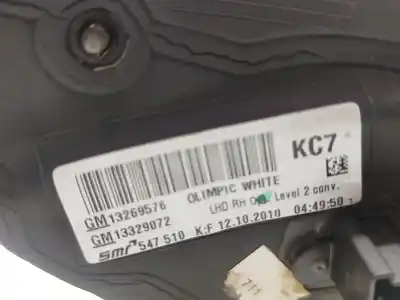 KC7
OLIMPIC WHITE
GM13269576
LHD RH Level 2 conv.
GM13329072
smr 547 510 K:F 12.10.2010 04:49:50
711